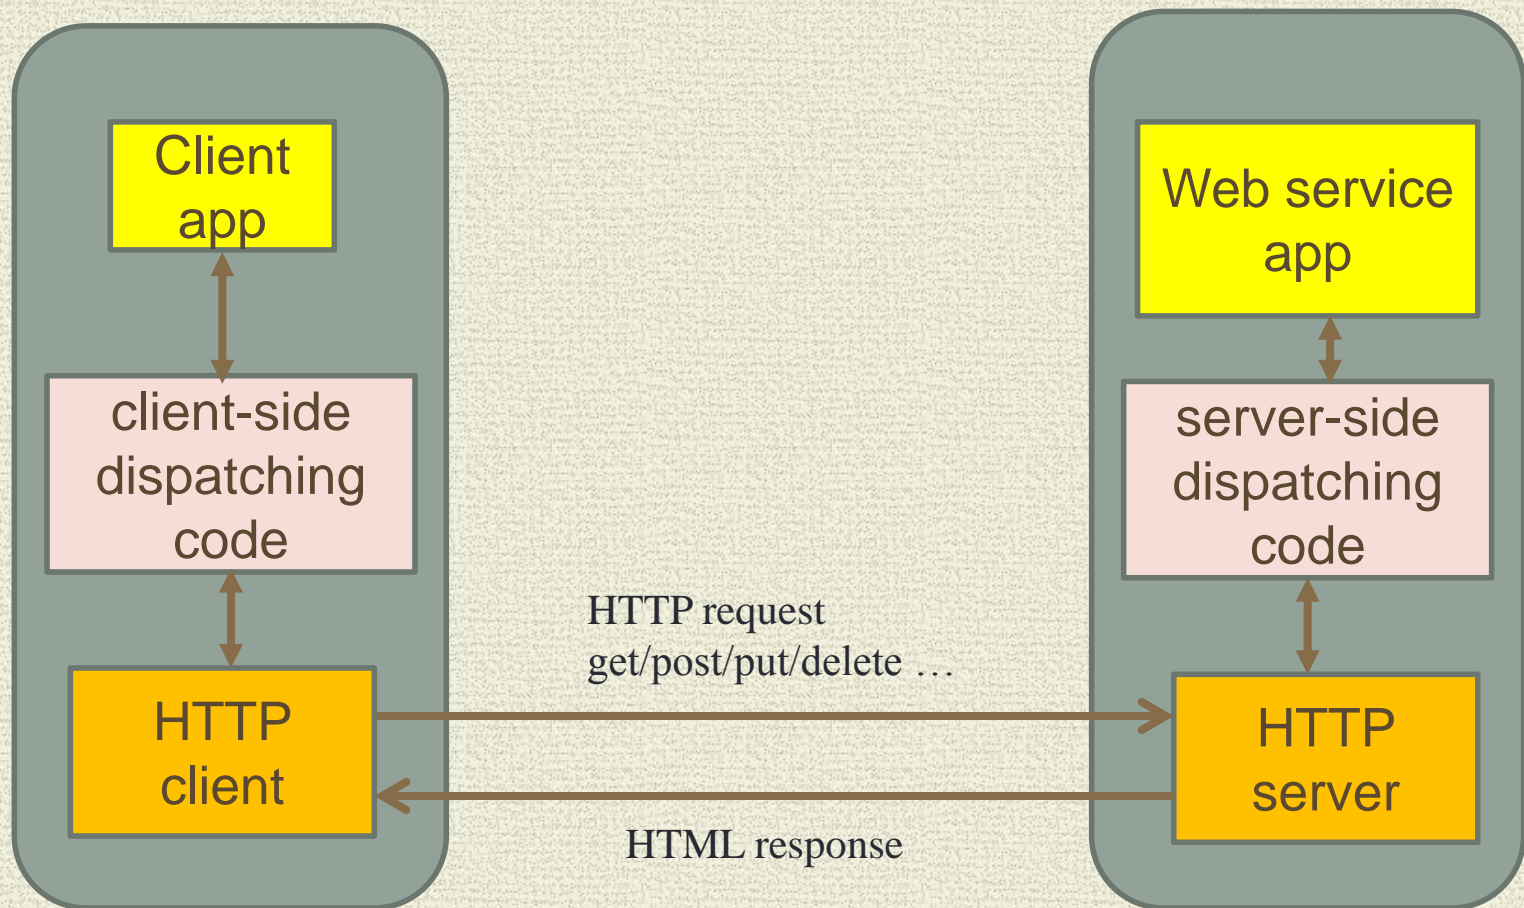 Client
app
client-side
dispatching
code
HTTP
client
HTTP request
get/post/put/delete …
HTML response
Web service
app
server-side
dispatching
code
HTTP
server